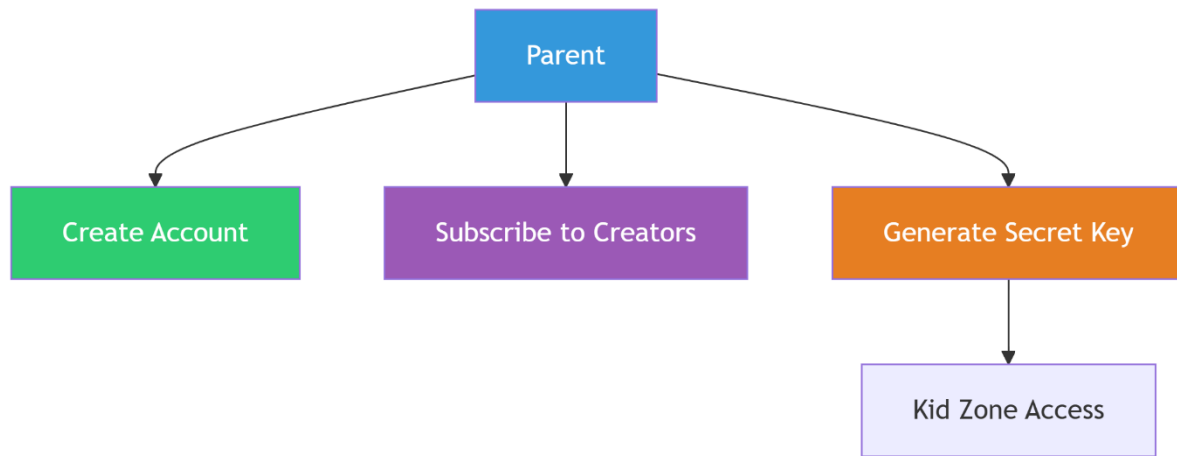 Parent
Create Account
Subscribe to Creators
Generate Secret Key
Kid Zone Access